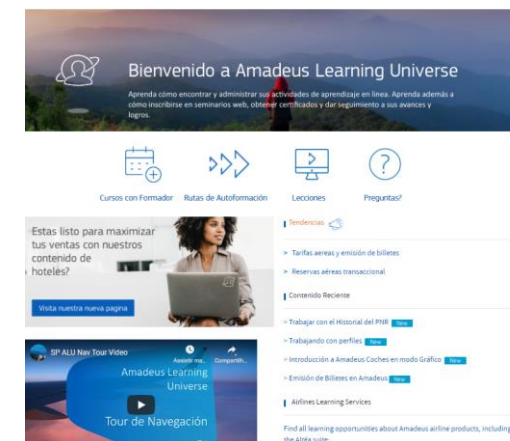 Bienvenido a Amadeus Learning Universe
Aprenda cómo encontrar y administrar sus actividades de aprendizaje en línea. Aprenda además a
cómo inscribirse en seminarios web, obtener certificados y dar seguimiento a sus avances y
logros.
Cursos con Formador
Rutas de Autoformación
Lecciones
Preguntas?
Estas listo para maximizar
tus ventas con nuestros
contenido de
hoteles?
Visita nuestra nueva pagina
Tendencias
> Tarifas aereas y emisión de billetes
> Reservas aéreas transaccional
Contenido Reciente
> Trabajar con el Historial del PNR New
> Trabajando con perfiles New
> Introducción a Amadeus Coches en modo Gráfico New
> Emisión de Billetes en Amadeus New
Airlines Learning Services
Find all learning opportunities about Amadeus airline products, including
the Altéa suite
SP ALU Nav Tour Video
Assistir ma...
Compartilh...
Amadeus Learning
Universe
Tour de Navegación